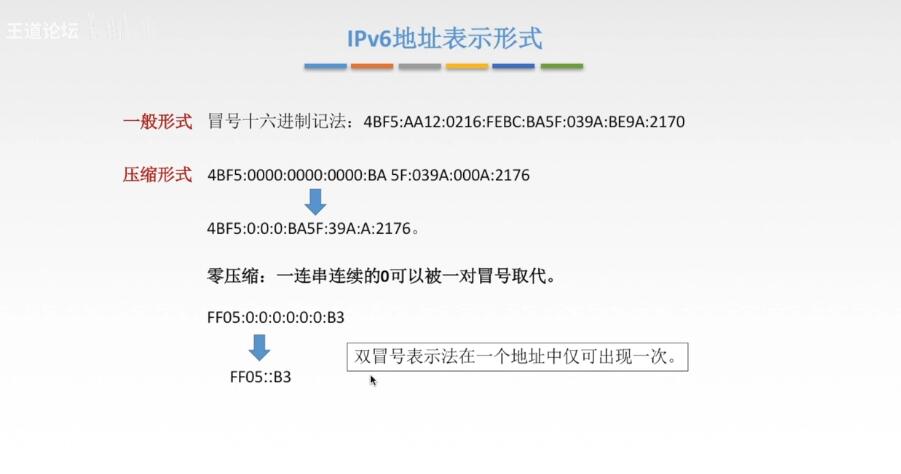 王道论坛
IPv6地址表示形式
一般形式 冒号十六进制记法：4BF5:AA12:0216:FEBC:BA5F:039A:BE9A:2170
压缩形式 4BF5:0000:0000:0000:BA 5F:039A:000A:2176
4BF5:0:0:0:BA5F:39A:A:2176。
零压缩：一连串连续的0可以被一对冒号取代。
FF05:0:0:0:0:0:0:B3
FF05::B3
双冒号表示法在一个地址中仅可出现一次。